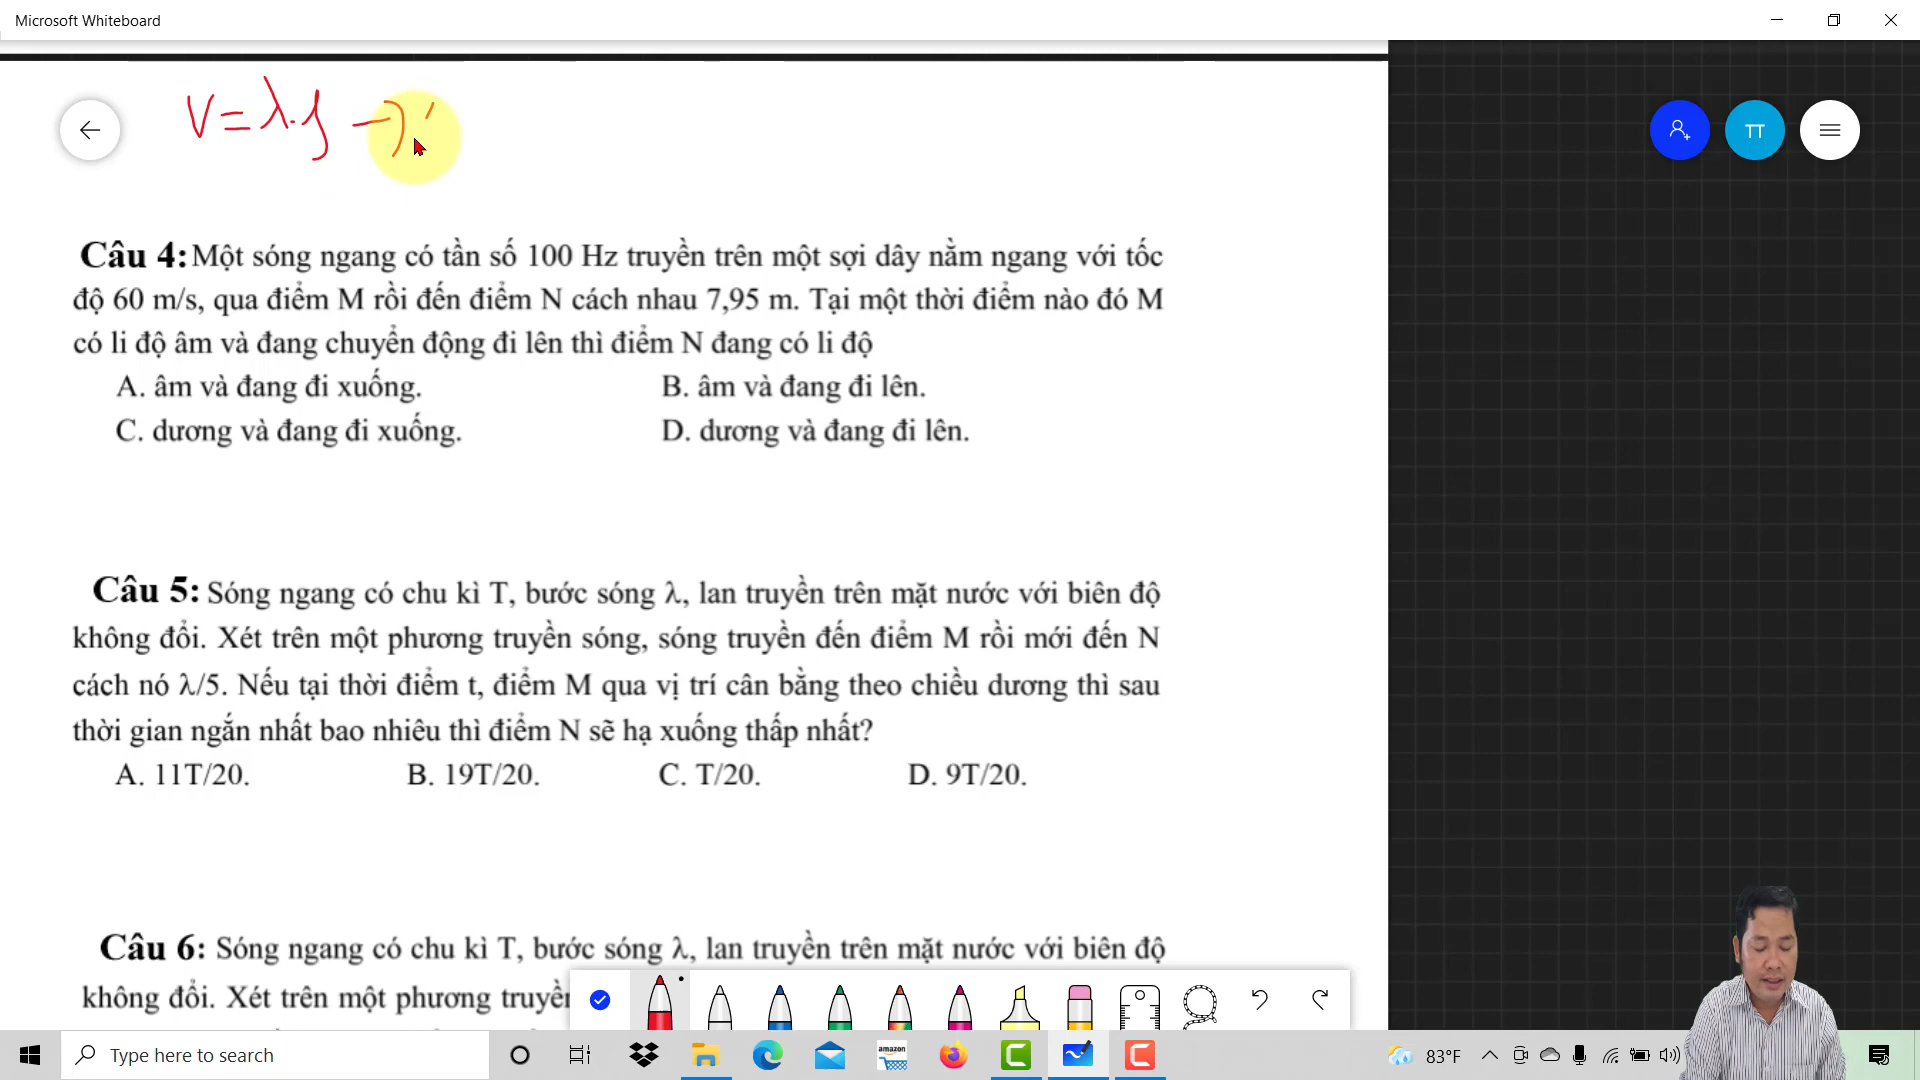 Microsoft Whiteboard
V = λ.f
TT
Câu 4: Một sóng ngang có tần số 100 Hz truyền trên một sợi dây nằm ngang với tốc
độ 60 m/s, qua điểm M rồi đến điểm N cách nhau 7,95 m. Tại một thời điểm nào đó M
có li độ âm và đang chuyển động đi lên thì điểm N đang có li độ
A. âm và đang đi xuống. B. âm và đang đi lên.
C. dương và đang đi xuống. D. dương và đang đi lên.
Câu 5: Sóng ngang có chu kì T, bước sóng λ, lan truyền trên mặt nước với biên độ
không đổi. Xét trên một phương truyền sóng, sóng truyền đến điểm M rồi mới đến N
cách nó λ/5. Nếu tại thời điểm t, điểm M qua vị trí cân bằng theo chiều dương thì sau
thời gian ngắn nhất bao nhiêu thì điểm N sẽ hạ xuống thấp nhất?
A. 11T/20. B. 19T/20. C. T/20. D. 9T/20.
Câu 6: Sóng ngang có chu kì T, bước sóng λ, lan truyền trên mặt nước với biên độ
không đổi. Xét trên một phương
Type here to search
amazon
83°F